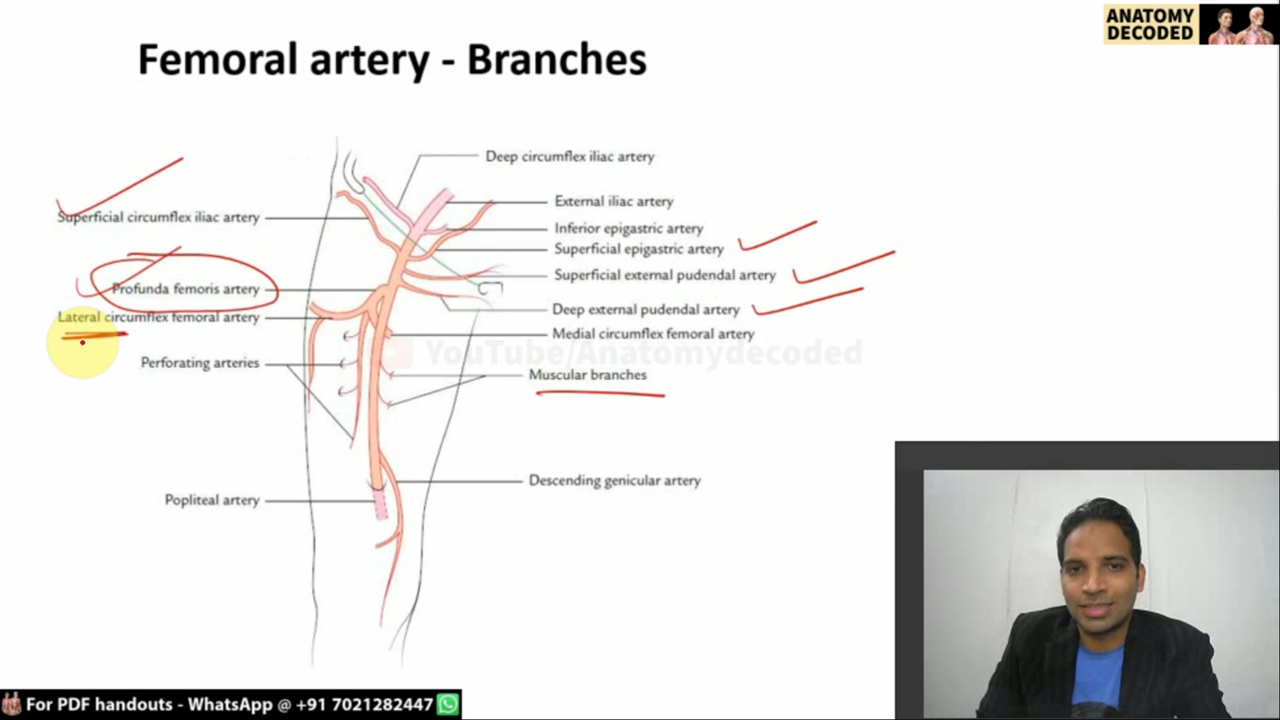 ANATOMY
DECODED
Femoral artery - Branches
Deep circumflex iliac artery
External iliac artery
Superficial circumflex iliac artery
Inferior epigastric artery
Superficial epigastric artery
Superficial external pudendal artery
Profunda femoris artery
Deep external pudendal artery
Lateral circumflex femoral artery
Medial circumflex femoral artery
YouTube/Anatomydecoded
Perforating arteries
Muscular branches
Descending genicular artery
Popliteal artery
For PDF handouts - WhatsApp @ +91 7021282447